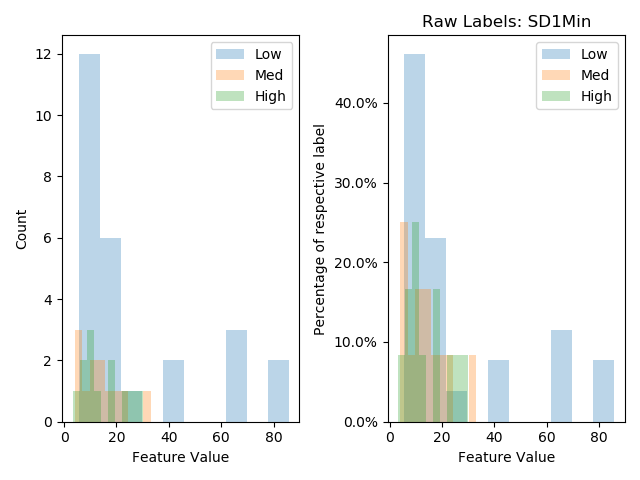 Raw Labels: SD1Min
12
10
8
6
4
2
0
Count
0 20 40 60 80
Feature Value
Low
Med
High
40.0%
30.0%
20.0%
10.0%
0.0%
Percentage of respective label
0 20 40 60 80
Feature Value
Low
Med
High